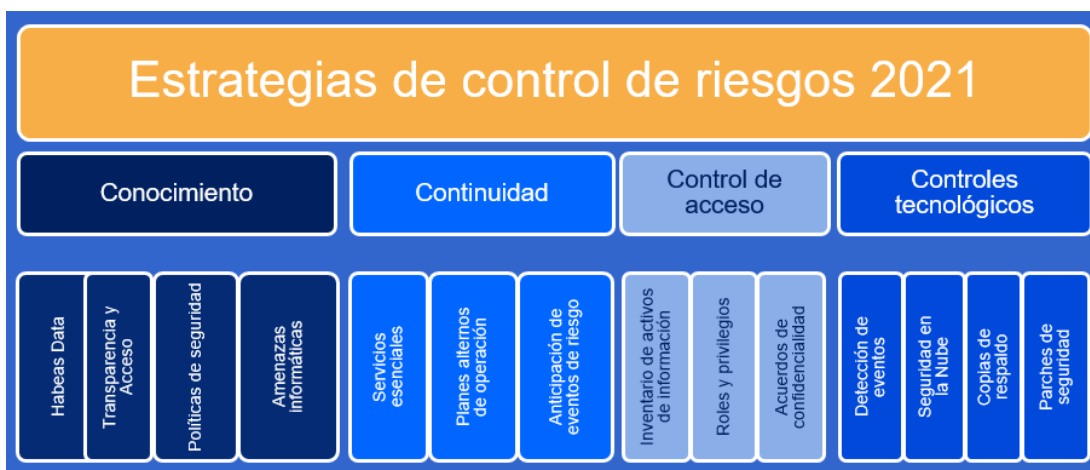 Estrategias de control de riesgos 2021
Conocimiento
Continuidad
Control de
acceso
Controles
tecnológicos
Habeas Data
Transparencia y
Acceso
Políticas de seguridad
Amenazas
informáticas
Servicios
esenciales
Planes alternos
de operación
Anticipación de
eventos de riesgo
Inventario de activos
de información
Roles y privilegios
Acuerdos de
confidencialidad
Detección de
eventos
Seguridad en
la Nube
Copias de
respaldo
Parches de
seguridad